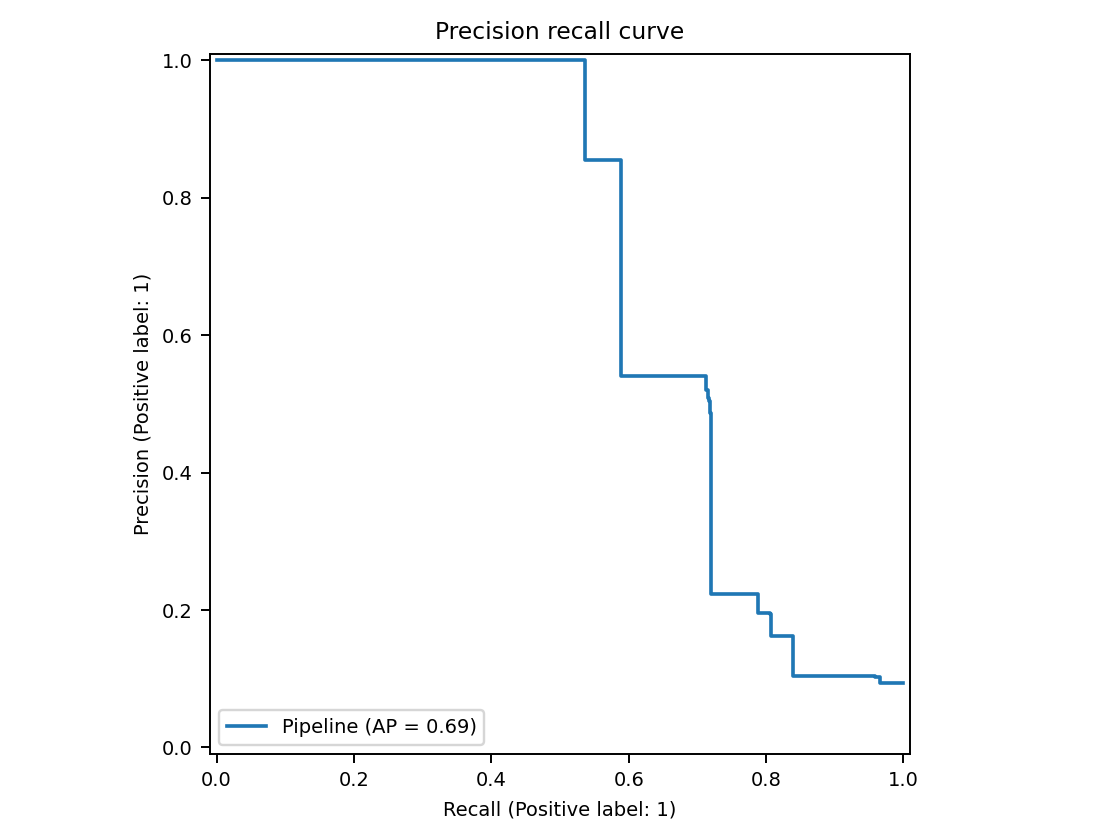 Precision recall curve
1.0
0.8
0.6
0.4
0.2
0.0
Precision (Positive label: 1)
Pipeline (AP = 0.69)
0.0 0.2 0.4 0.6 0.8 1.0
Recall (Positive label: 1)